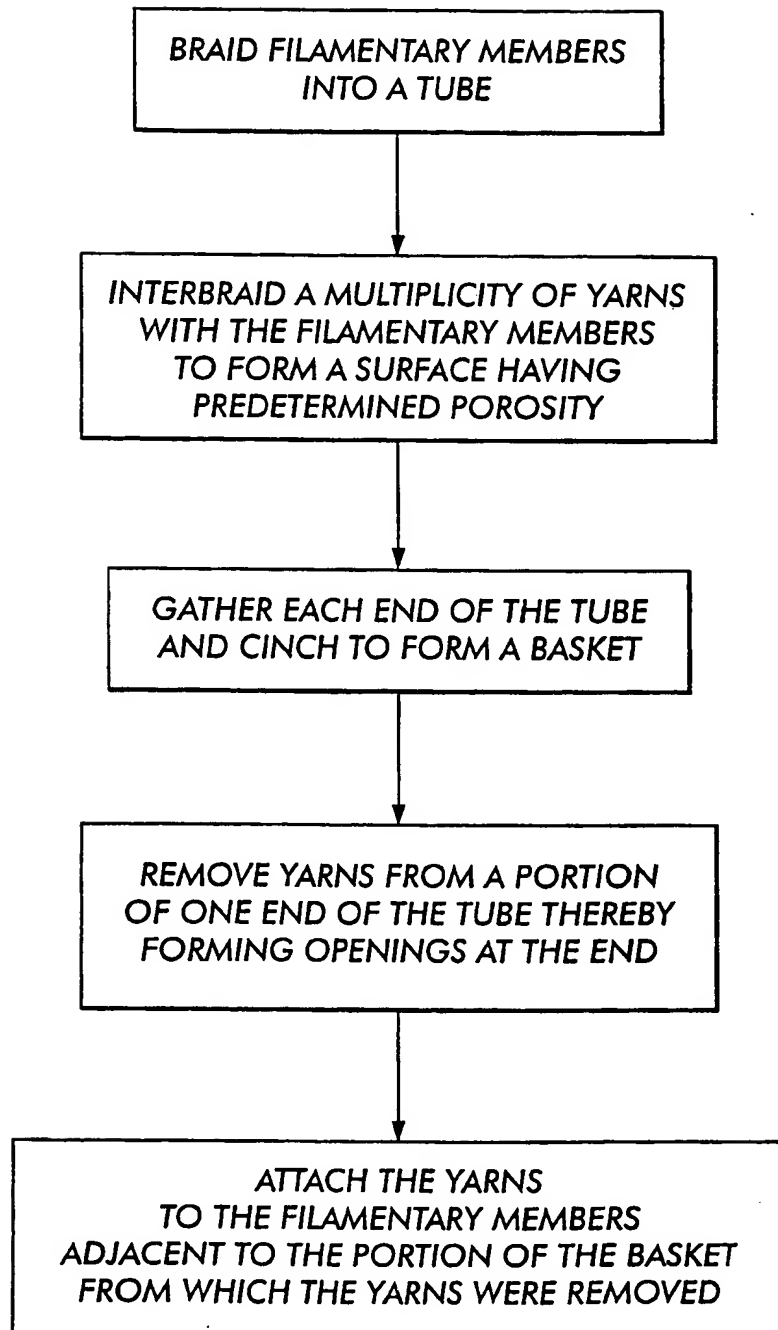 BRAID FILAMENTARY MEMBERS
INTO A TUBE
INTERBRAID A MULTIPLICITY OF YARNS
WITH THE FILAMENTARY MEMBERS
TO FORM A SURFACE HAVING
PREDETERMINED POROSITY
GATHER EACH END OF THE TUBE
AND CINCH TO FORM A BASKET
REMOVE YARNS FROM A PORTION
OF ONE END OF THE TUBE THEREBY
FORMING OPENINGS AT THE END
ATTACH THE YARNS
TO THE FILAMENTARY MEMBERS
ADJACENT TO THE PORTION OF THE BASKET
FROM WHICH THE YARNS WERE REMOVED